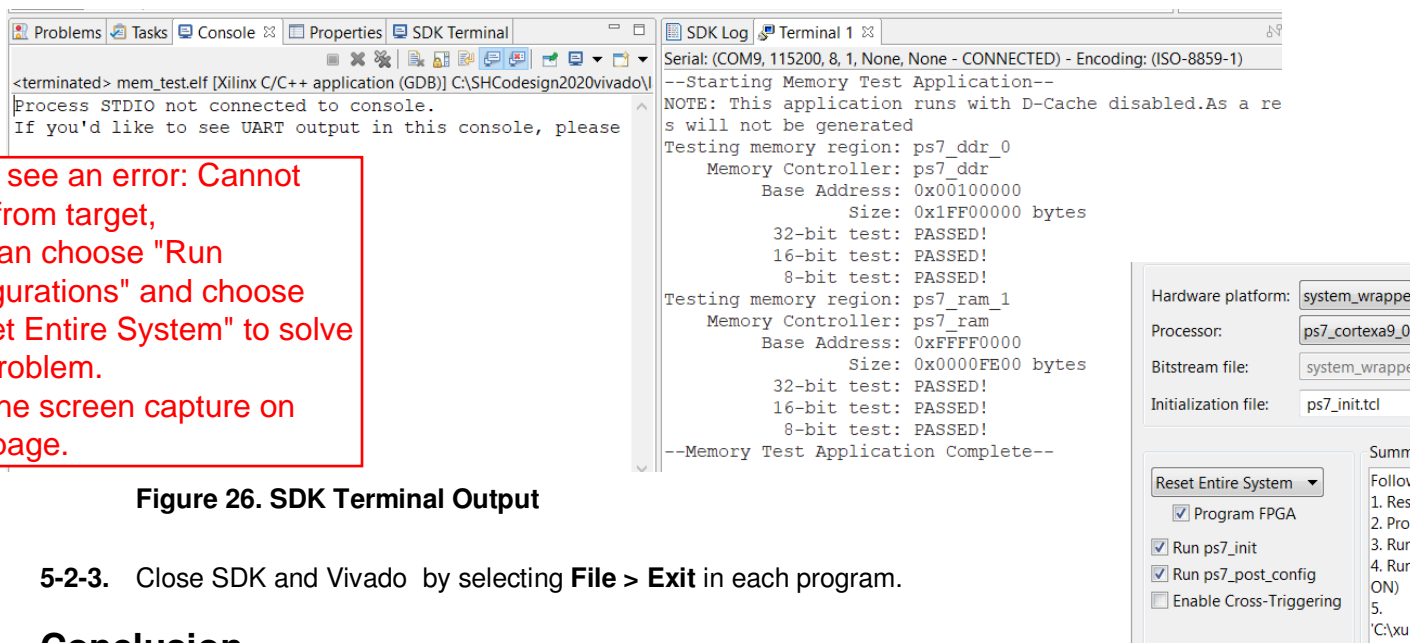 Problems Tasks Console Properties SDK Terminal
<terminated> mem_test.elf [Xilinx C/C++ application (GDB)] C:\SHCodesign2020vivado\
Process STDIO not connected to console.
If you'd like to see UART output in this console, please
see an error: Cannot
from target,
an choose "Run
gurations" and choose
et Entire System" to solve
roblem.
he screen capture on
page.
SDK Log Terminal 1
Serial: (COM9, 115200, 8, 1, None, None - CONNECTED) - Encoding: (ISO-8859-1)
--Starting Memory Test Application--
NOTE: This application runs with D-Cache disabled.As a re
s will not be generated
Testing memory region: ps7_ddr_0
Memory Controller: ps7_ddr
Base Address: 0x00100000
Size: 0x1FF00000 bytes
32-bit test: PASSED!
16-bit test: PASSED!
8-bit test: PASSED!
Testing memory region: ps7_ram_1
Memory Controller: ps7_ram
Base Address: 0xFFFF0000
Size: 0x0000FE00 bytes
32-bit test: PASSED!
16-bit test: PASSED!
8-bit test: PASSED!
--Memory Test Application Complete--
Hardware platform: system_wrappe
Processor: ps7_cortexa9_0
Bitstream file: system_wrappe
Initialization file: ps7_init.tcl
Summ
Reset Entire System
Program FPGA
Run ps7_init
Run ps7_post_config
Enable Cross-Triggering
Follow
1. Res
2. Pro
3. Run
4. Run
ON)
5.
'C:\xu
Figure 26. SDK Terminal Output
5-2-3. Close SDK and Vivado by selecting File > Exit in each program.
Conclusion